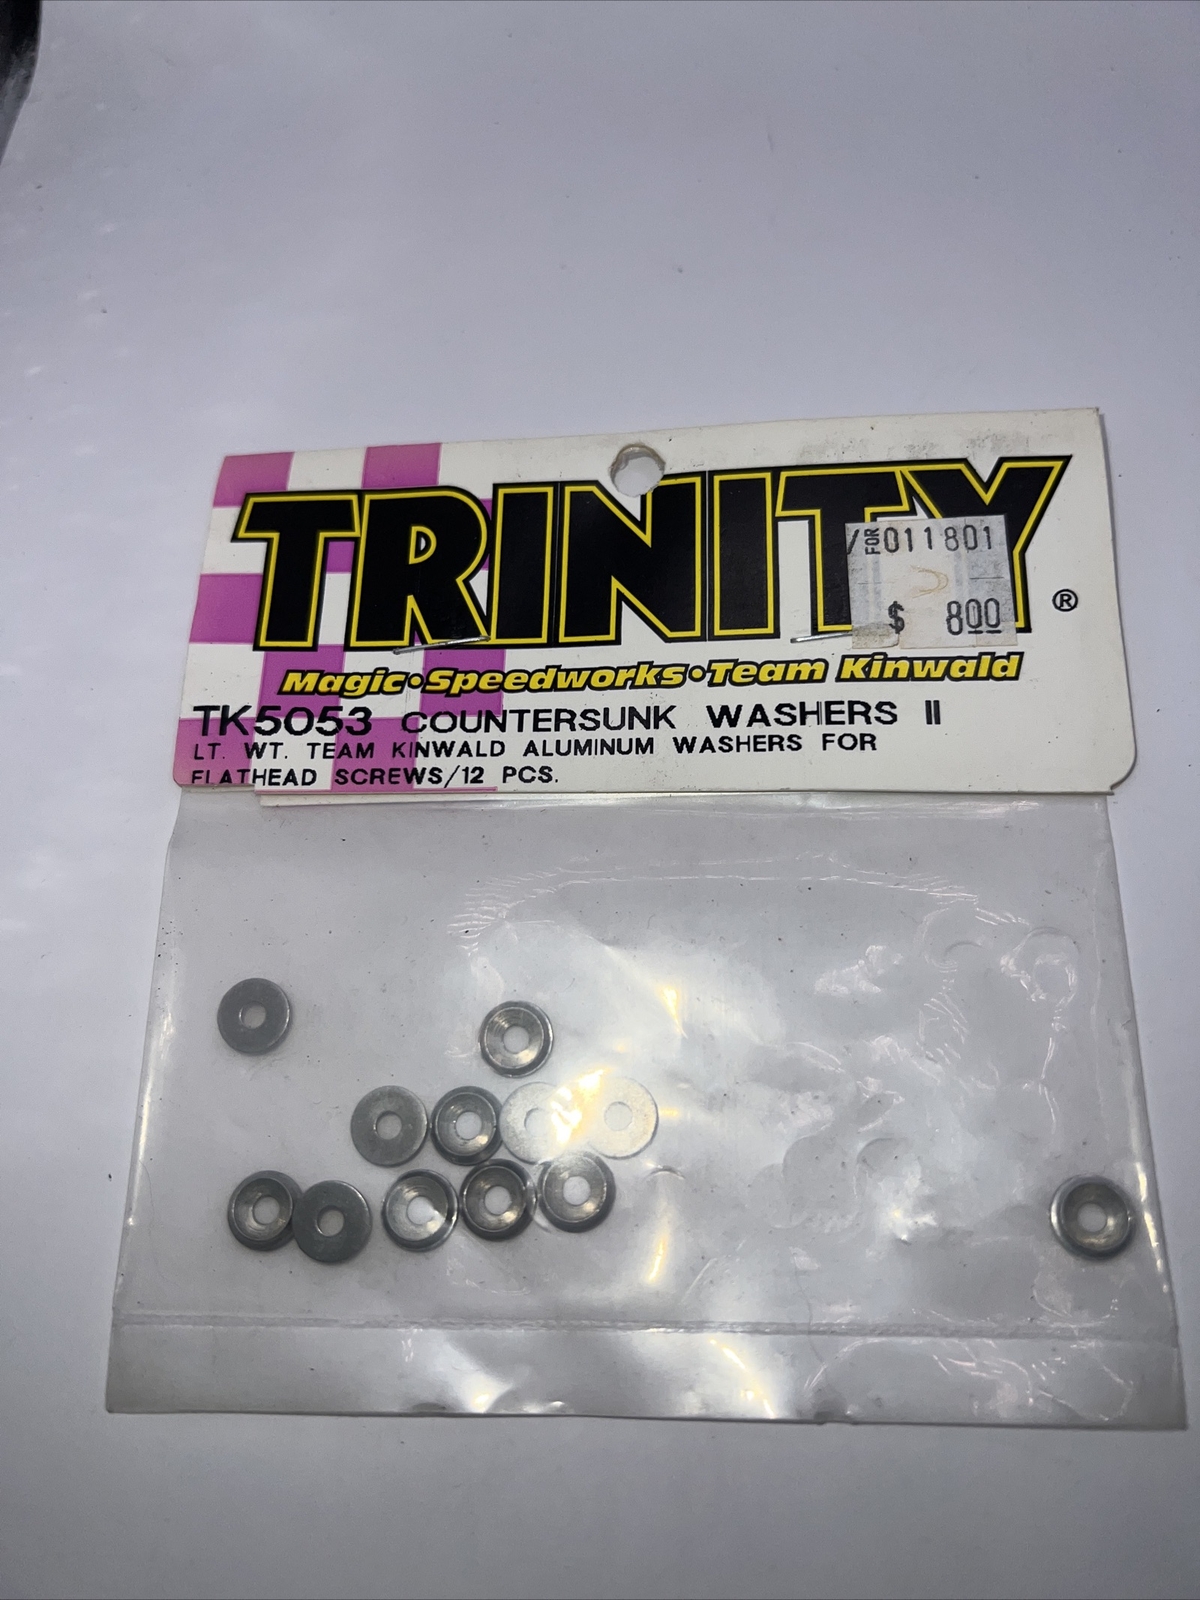 TRINITY®
/FOR 011801
$ 800
Magic•Speedworks•Team Kinwald
TK5053 COUNTERSUNK WASHERS II
LT. WT. TEAM KINWALD ALUMINUM WASHERS FOR
FLATHEAD SCREWS/12 PCS.